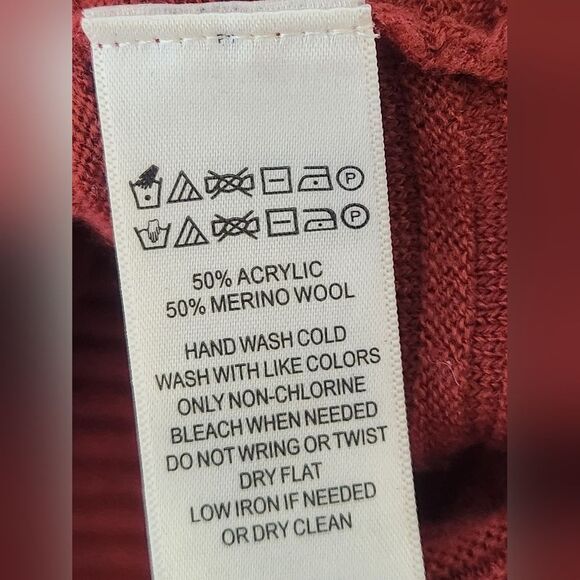 P
P
50% ACRYLIC
50% MERINO WOOL
HAND WASH COLD
WASH WITH LIKE COLORS
ONLY NON-CHLORINE
BLEACH WHEN NEEDED
DO NOT WRING OR TWIST
DRY FLAT
LOW IRON IF NEEDED
OR DRY CLEAN